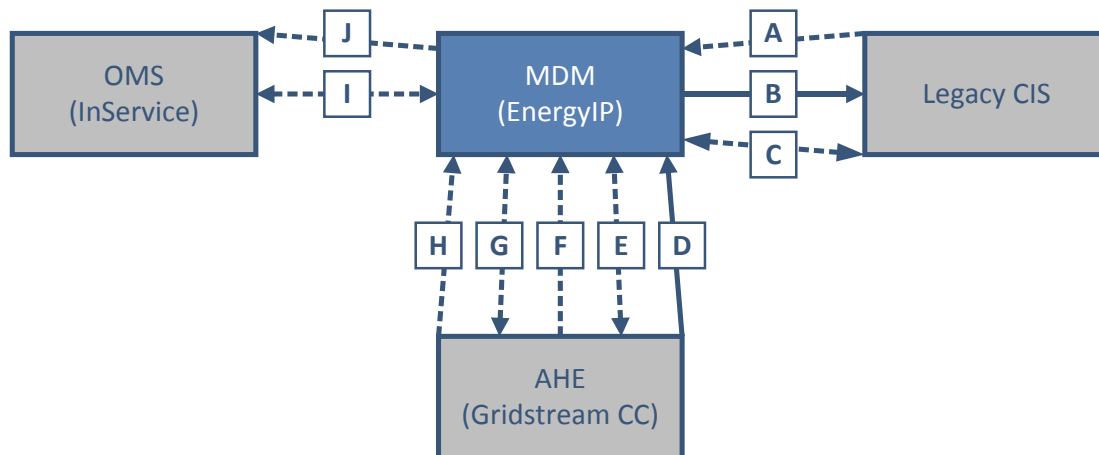 J
A
OMS
(InService)
I
MDM
(EnergyIP)
B
Legacy CIS
C
H
G
F
E
D
AHE
(Gridstream CC)